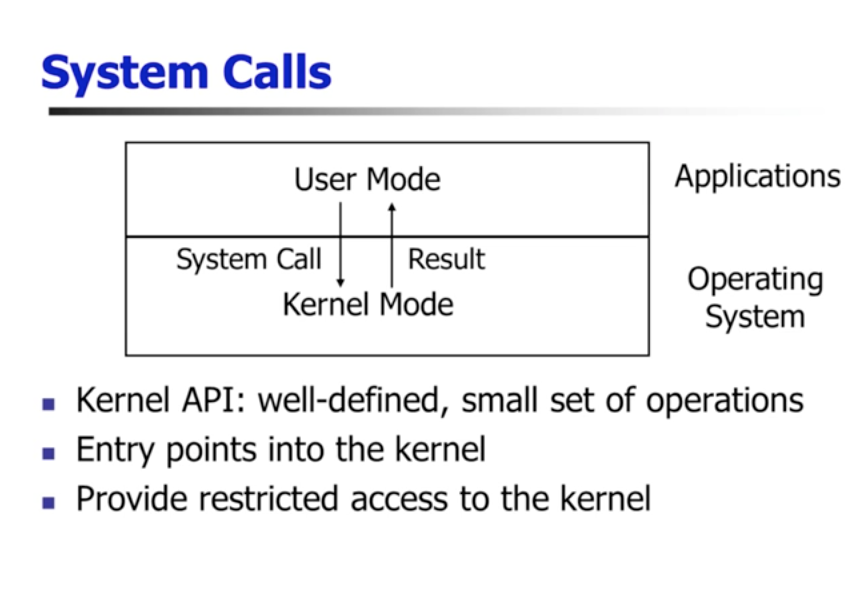 System Calls
User Mode
Applications
System Call
Result
Kernel Mode
Operating
System
Kernel API: well-defined, small set of operations
Entry points into the kernel
Provide restricted access to the kernel